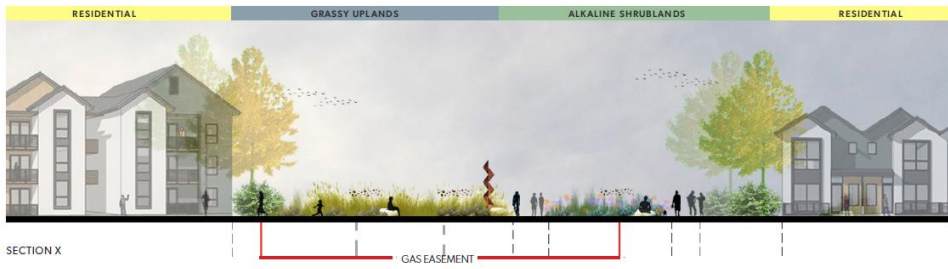 RESIDENTIAL
GRASSY UPLANDS
ALKALINE SHRUBLANDS
RESIDENTIAL
SECTION X
GAS EASEMENT